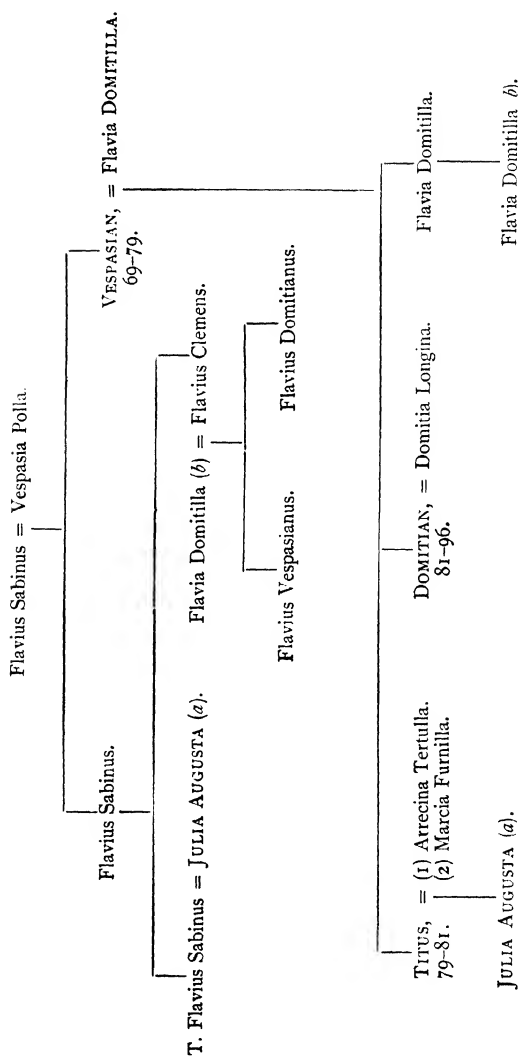 Flavius Sabinus = Vespasia Polla.
Flavius Sabinus.
VESPASIAN, = Flavia DOMITILLA.
69–79.
T. Flavius Sabinus = JULIA AUGUSTA (a).
Flavia Domitilla (b) = Flavius Clemens.
Flavius Vespasianus.
Flavius Domitianus.
TITUS, = (1) Arrecina Tertulla.
79–81. (2) Marcia Furnilla.
DOMITIAN, = Domitia Longina.
81–96.
Flavia Domitilla.
JULIA AUGUSTA (a).
Flavia Domitilla b).